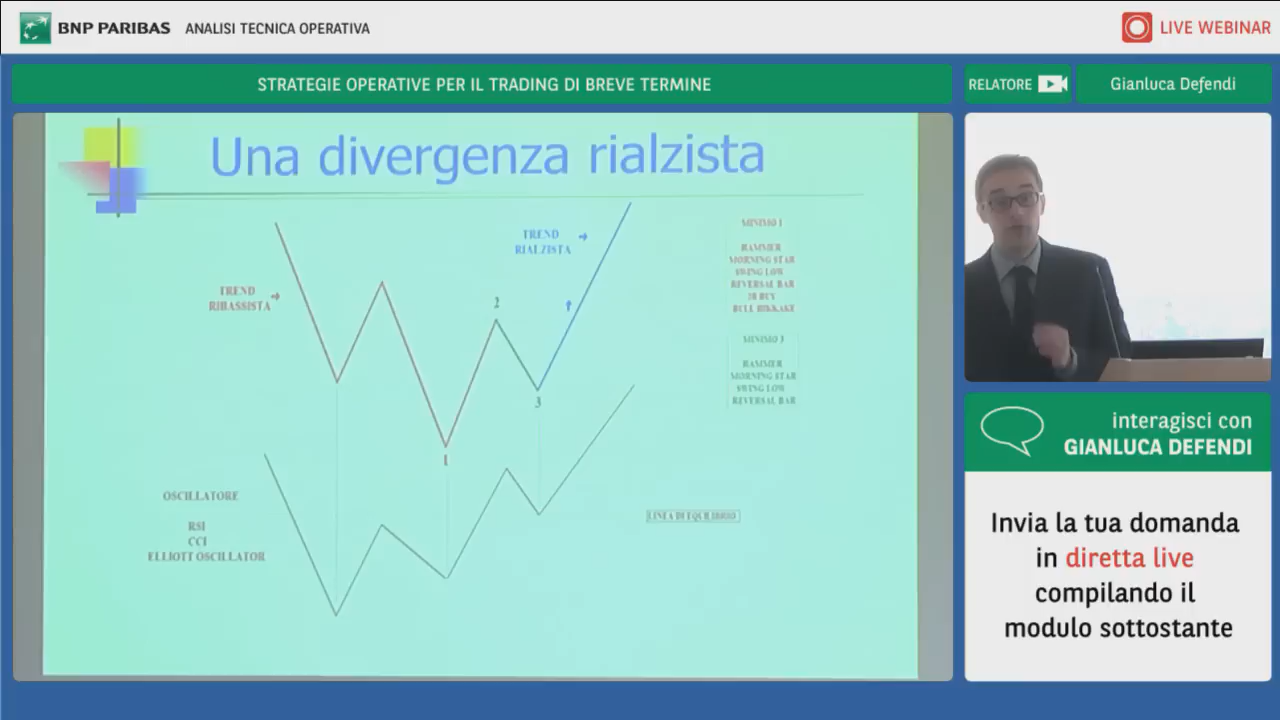 BNP PARIBAS ANALISI TECNICA OPERATIVA
LIVE WEBINAR
STRATEGIE OPERATIVE PER IL TRADING DI BREVE TERMINE
RELATORE
Gianluca Defendi
Una divergenza rialzista
TREND
RIALZISTA
TREND
RIBASSISTA
2
3
1
MINIMO 1
HAMMER
MORNING STAR
SWING LOW
REVERSAL BAR
BUY
BULL HIKKAKE
MINIMO 3
HAMMER
MORNING STAR
SWING LOW
REVERSAL BAR
OSCILLATORE
RSI
CCI
ELLIOTT OSCILLATOR
LINEA DI EQUILIBRIO
interagisci con
GIANLUCA DEFENDI
Invia la tua domanda
in diretta live
compilando il
modulo sottostante